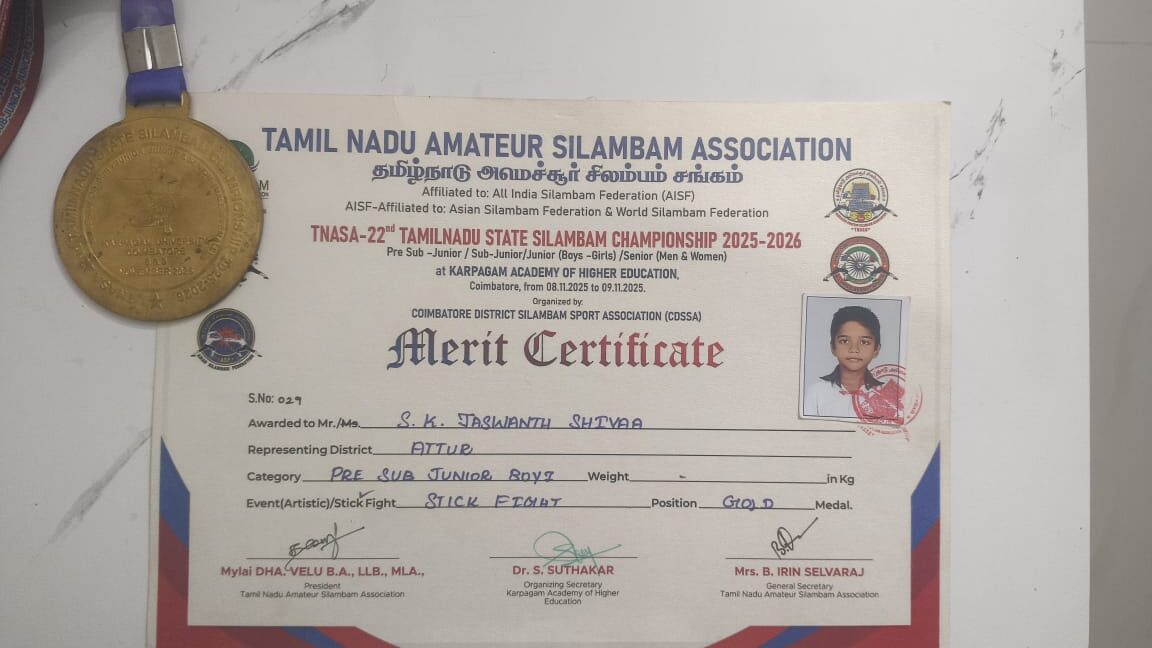 TAMIL NADU AMATEUR SILAMBAM ASSOCIATION
தமிழ்நாடு அமெச்சூர் சிலம்பம் சங்கம்
Affiliated to: All India Silambam Federation (AISF)
AISF-Affiliated to: Asian Silambam Federation & World Silambam Federation
TNASA-22nd TAMILNADU STATE SILAMBAM CHAMPIONSHIP 2025-2026
Pre Sub -Junior / Sub-Junior/Junior (Boys -Girls) /Senior (Men & Women)
at KARPAGAM ACADEMY OF HIGHER EDUCATION,
Coimbatore, from 08.11.2025 to 09.11.2025.
Organized by:
COIMBATORE DISTRICT SILAMBAM SPORT ASSOCIATION (CDSSA)
Merit Certificate
S.No: 029
Awarded to Mr./Ms. S. K. JASWANTH SHIVAA
Representing District ATTUR
Category PRE SUB JUNIOR BOYS Weight - in Kg
Event(Artistic)/Stick Fight STICK FIGHT Position GOLD Medal.
Mylai DHA. VELU B.A., LLB., MLA.,
President
Tamil Nadu Amateur Silambam Association
Dr. S. SUTHAKAR
Organizing Secretary
Karpagam Academy of Higher
Education
Mrs. B. IRIN SELVARAJ
General Secretary
Tamil Nadu Amateur Silambam Association
KARPAGAM UNIVERSITY
COIMBATORE